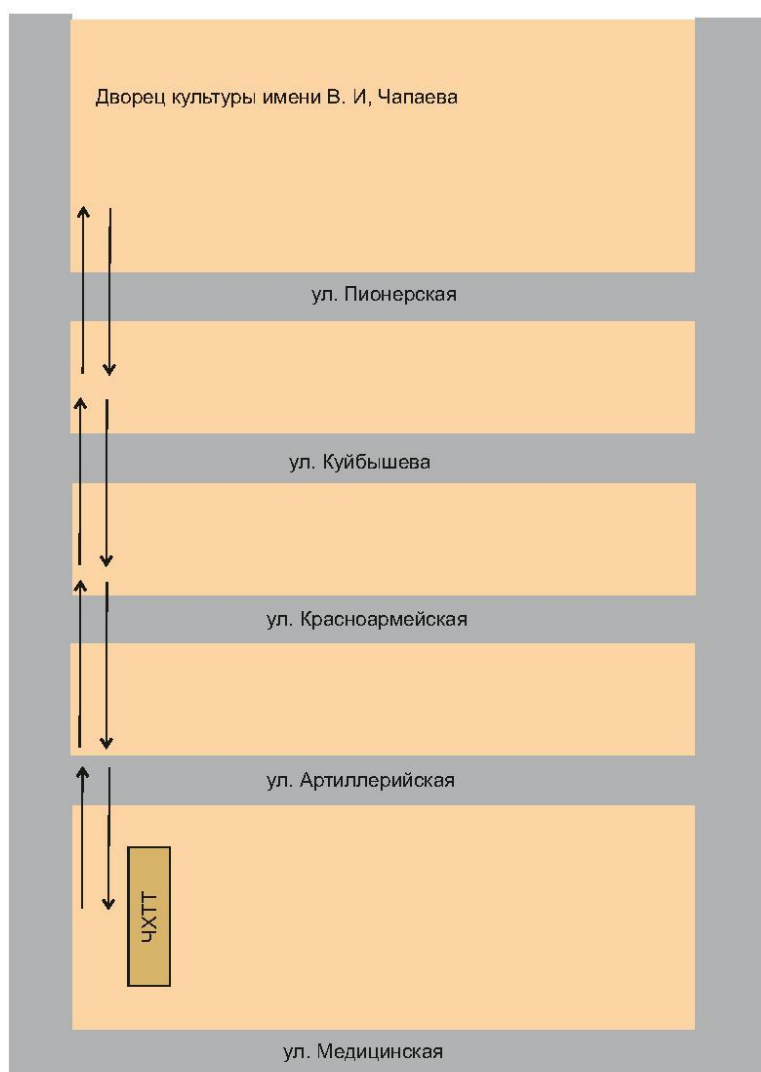 Дворец культуры имени В. И, Чапаева
ул. Пионерская
ул. Куйбышева
ул. Красноармейская
ул. Артиллерийская
ЧХТТ
ул. Медицинская